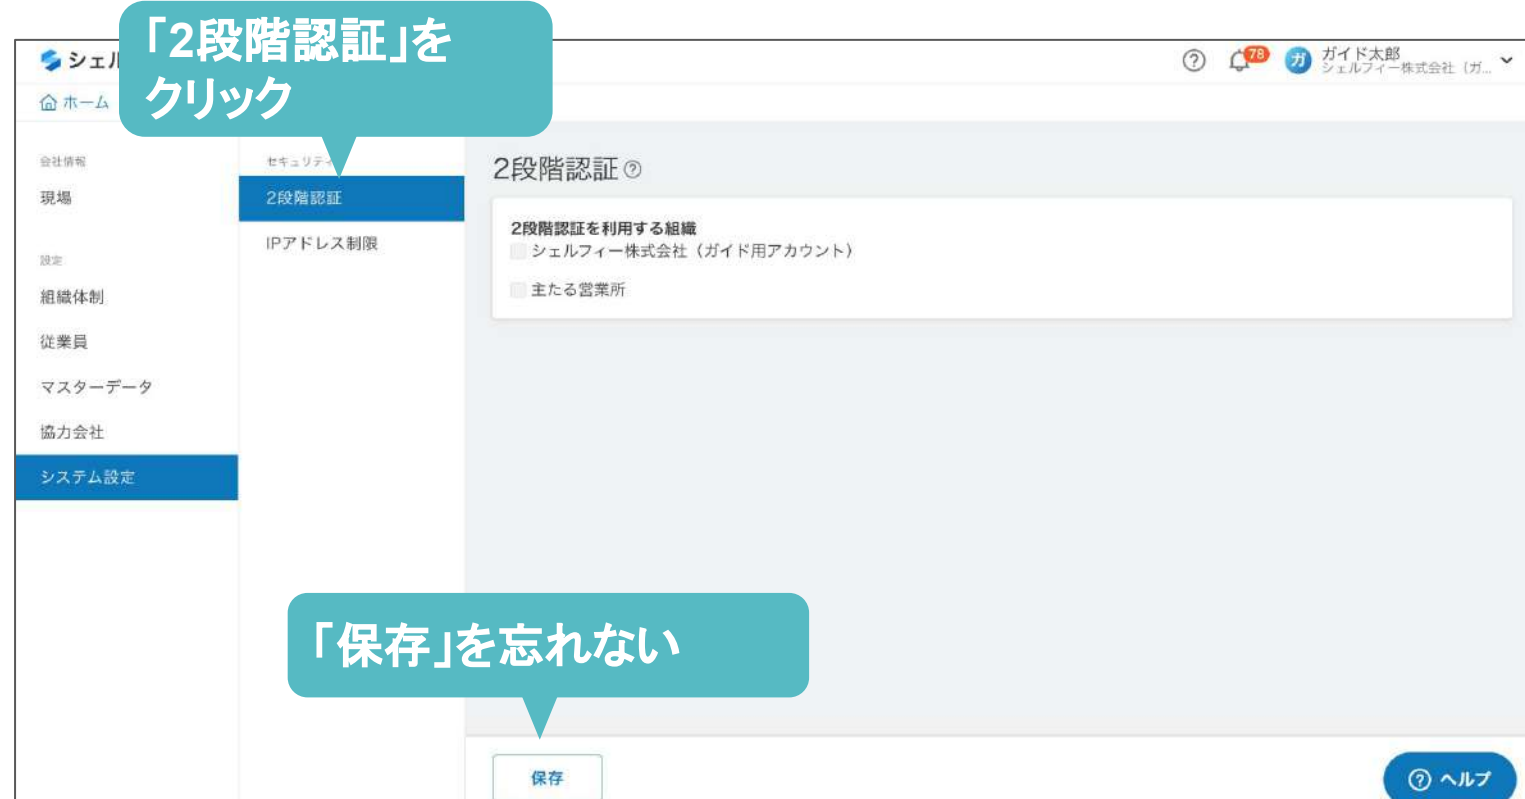 「2段階認証」を
クリック
シェル
78
ガ
ガイド太郎
シェルフィー株式会社（ガ...
ホーム
会社情報
現場
設定
組織体制
従業員
マスターデータ
協力会社
システム設定
セキュリティ
2段階認証
IPアドレス制限
2段階認証
2段階認証を利用する組織
シェルフィー株式会社（ガイド用アカウント）
主たる営業所
「保存」を忘れない
保存
ヘルプ